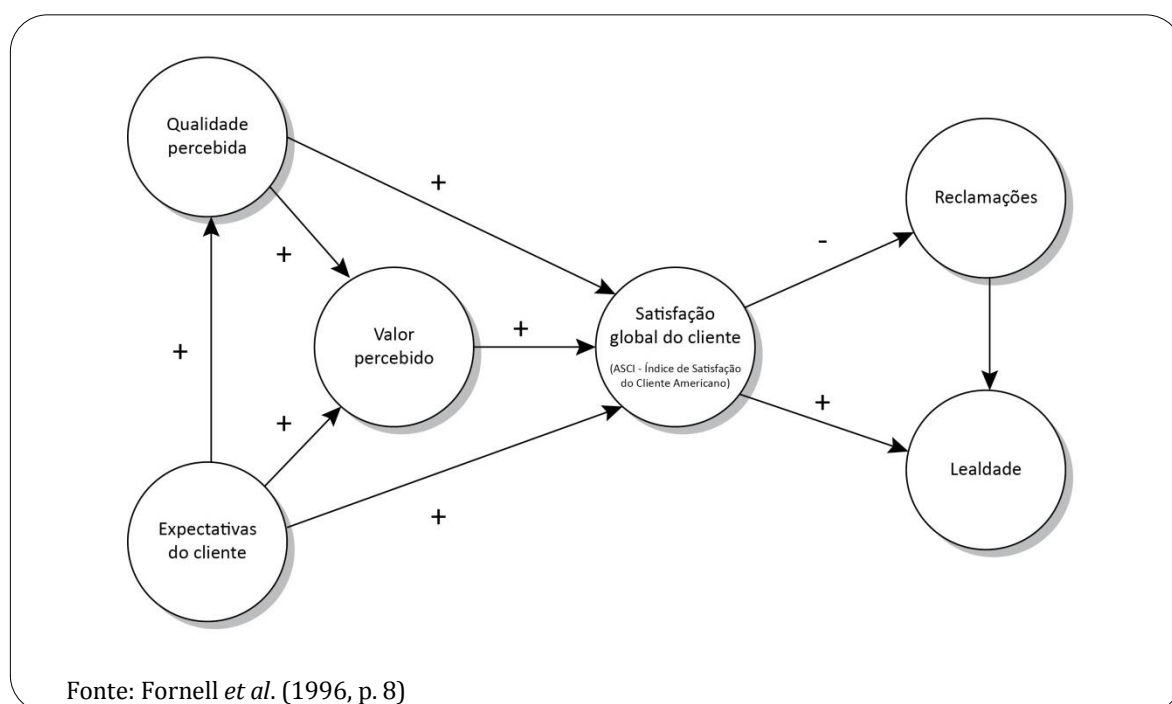 Qualidade
percebida
+
+
+
Valor
percebido
+
+
Expectativas
do cliente
+
Satisfação
global do cliente
(ASCI - Índice de Satisfação
do Cliente Americano)
-
+
Reclamações
Lealdade
Fonte: Fornell et al. (1996, p. 8)